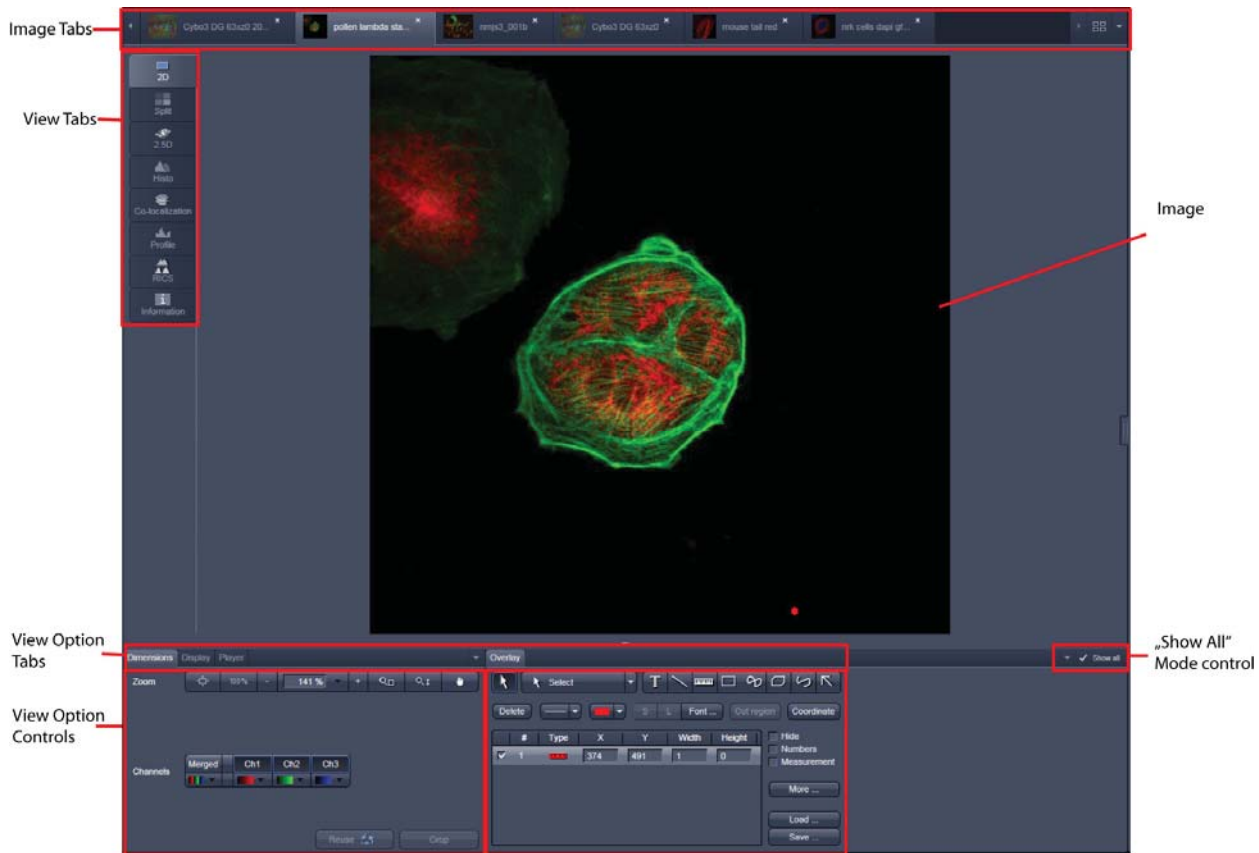 Image Tabs
Cybo3 DG 63xz0 20...
pollen lambda sta...
nmjs3_001b
Cybo3 DG 63xz0
mouse tail red
nrk cells dapi gf...
View Tabs
2D
Split
2.5D
Histo
Co-localization
Profile
RICS
Information
Image
View Option
Tabs
Dimensions Display Player
Overlay
Show all
„Show All“
Mode control
View Option
Controls
Zoom 100% - 141 % +
Select T
Delete S L Font ... Cut region Coordinate
# Type X Y Width Height
1 374 491 1 0
Hide
Numbers
Measurement
Channels
Merged Ch1 Ch2 Ch3
More ...
Load ...
Save ...
Reuse Crop